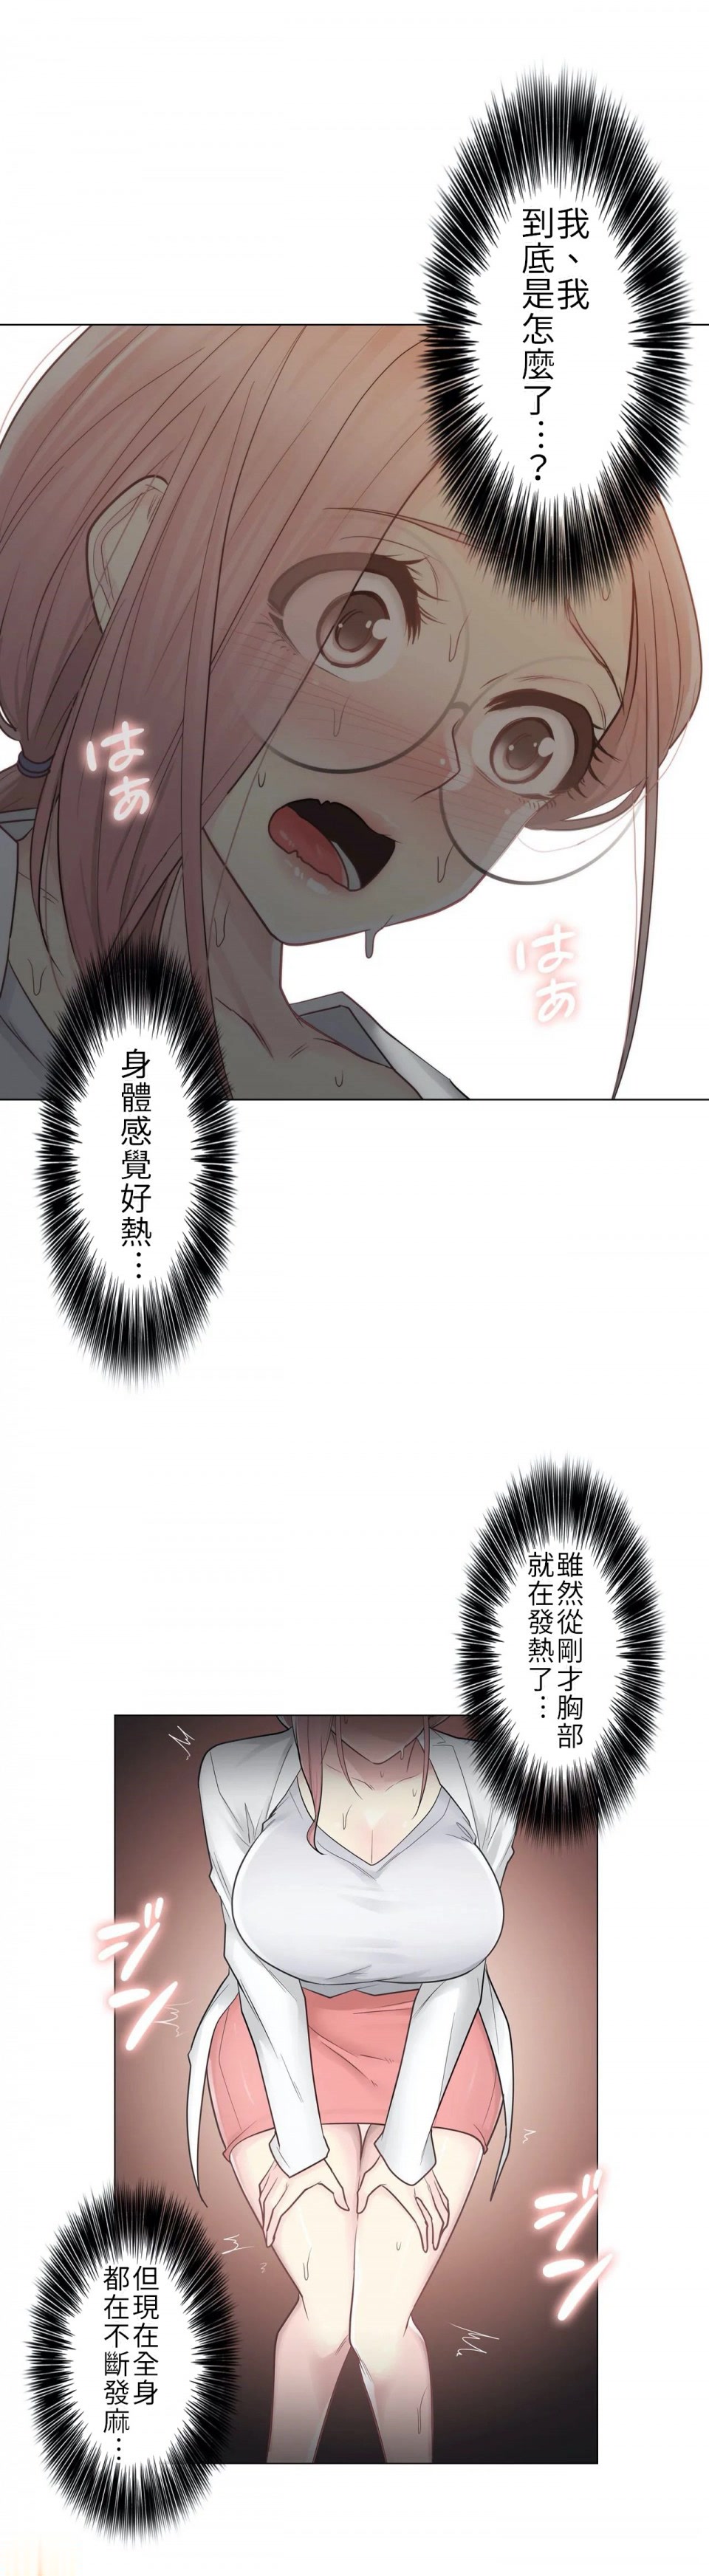 我、我
到底是怎麼了…?
はぁ
はぁ
身體感覺好熱…
雖然從剛才胸部
就在發熱了…
ジン
ジン
但現在全身
都在不斷發麻…